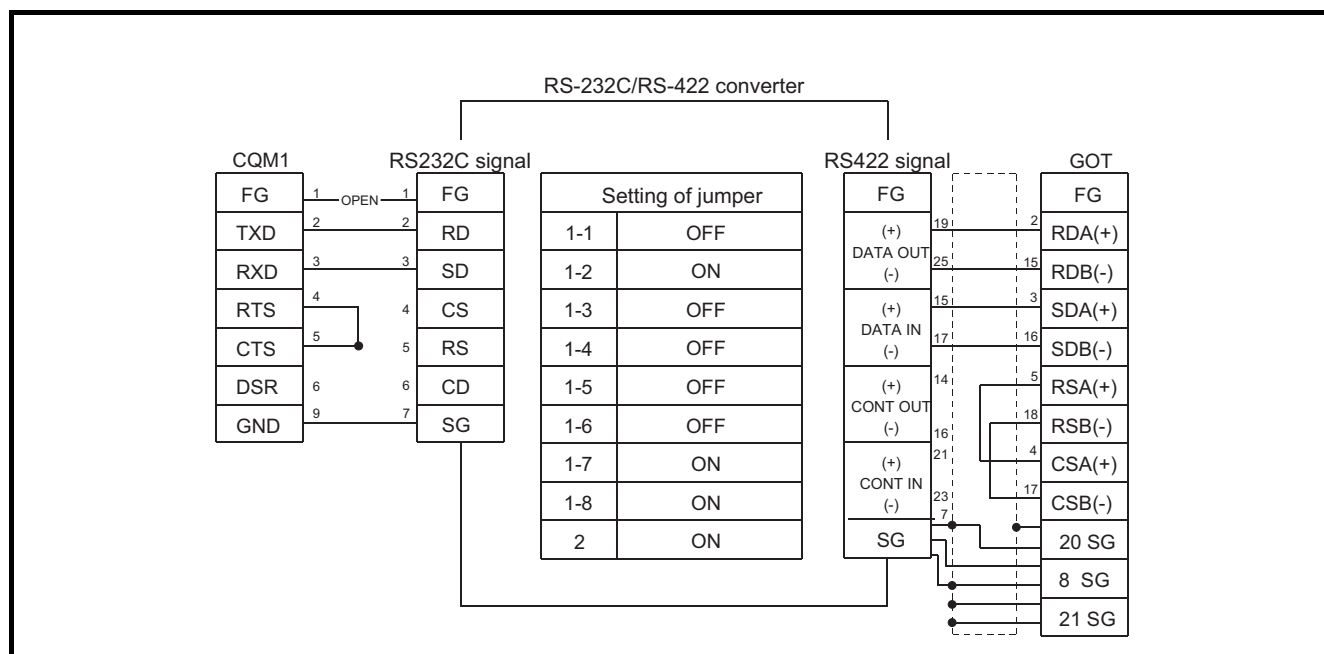 RS-232C/RS-422 converter
CQM1
RS232C signal
RS422 signal
GOT
FG 1 OPEN 1 FG
TXD 2 2 RD
RXD 3 3 SD
RTS 4 4 CS
CTS 5 5 RS
DSR 6 6 CD
GND 9 7 SG
Setting of jumper
1-1 OFF
1-2 ON
1-3 OFF
1-4 OFF
1-5 OFF
1-6 OFF
1-7 ON
1-8 ON
2 ON
FG
(+) 19
DATA OUT
(-) 25
(+) 15
DATA IN
(-) 17
(+) 14
CONT OUT
(-) 16
(+) 21
CONT IN
(-) 23
SG 7
FG
2 RDA(+)
15 RDB(-)
3 SDA(+)
16 SDB(-)
5 RSA(+)
18 RSB(-)
4 CSA(+)
17 CSB(-)
20 SG
8 SG
21 SG